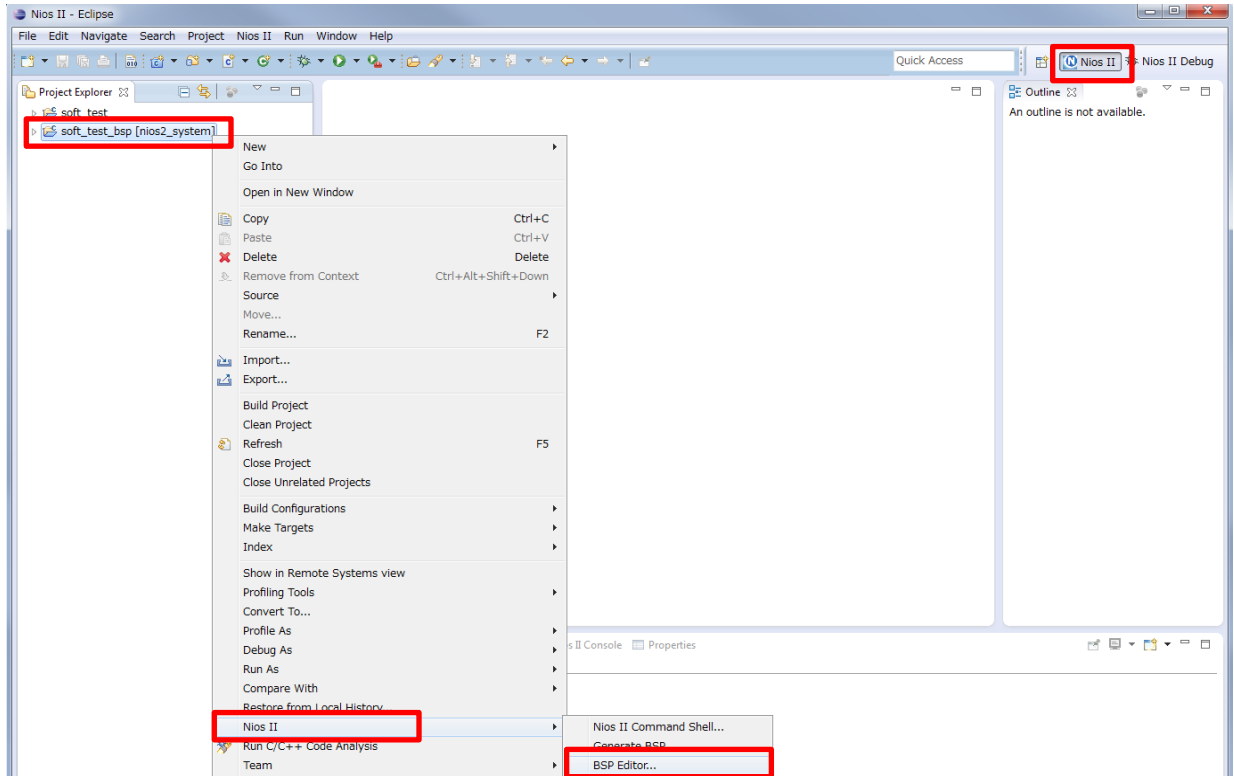 Nios II - Eclipse
File Edit Navigate Search Project Nios II Run Window Help
Quick Access
Nios II
Nios II Debug
Project Explorer
soft_test
soft_test_bsp [nios2_system]
Outline
An outline is not available.
New
Go Into
Open in New Window
Copy Ctrl+C
Paste Ctrl+V
Delete Delete
Remove from Context Ctrl+Alt+Shift+Down
Source
Move...
Rename... F2
Import...
Export...
Build Project
Clean Project
Refresh F5
Close Project
Close Unrelated Projects
Build Configurations
Make Targets
Index
Show in Remote Systems view
Profiling Tools
Convert To...
Profile As
Debug As
Run As
Compare With
Restore from Local History...
Nios II
Run C/C++ Code Analysis
Team
s II Console Properties
Nios II Command Shell...
Generate BSP
BSP Editor...